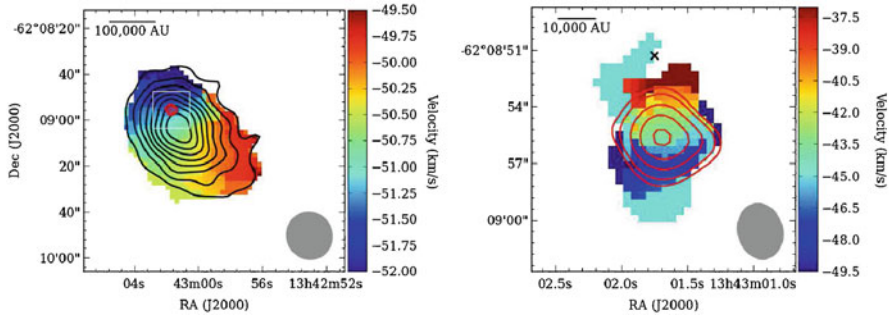 100,000 AU
-62°08'20"
40"
09'00"
20"
40"
10'00"
Dec (J2000)
04s
43m00s
56s
13h42m52s
RA (J2000)
−49.50
−49.75
−50.00
−50.25
−50.50
−50.75
−51.00
−51.25
−51.50
−51.75
−52.00
Velocity (km/s)
10,000 AU
-62°08'51"
54"
57"
09'00"
02.5s
02.0s
01.5s
13h43m01.0s
RA (J2000)
−37.5
−39.0
−40.5
−42.0
−43.5
−45.0
−46.5
−48.0
−49.5
Velocity (km/s)